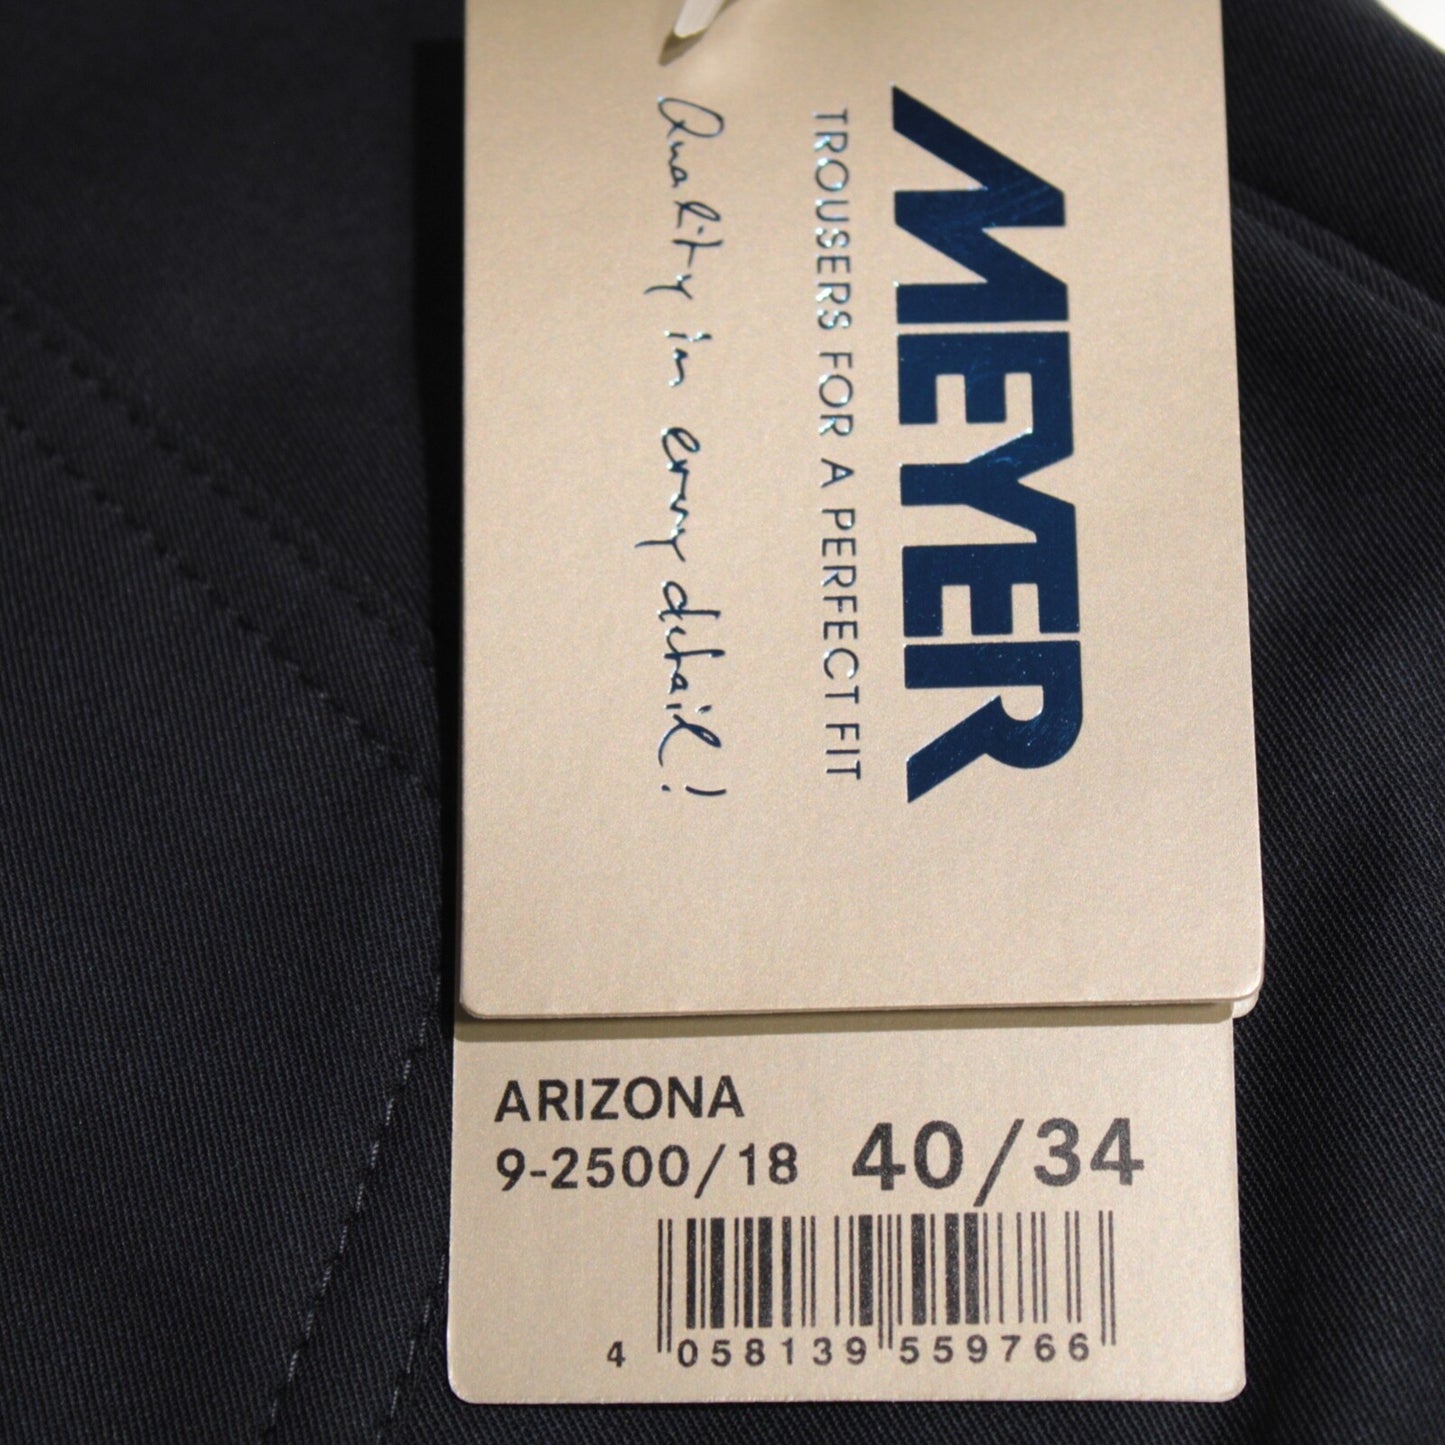 MEYER
TROUSERS FOR A PERFECT FIT
Quality in every detail!
ARIZONA
9-2500/18 40/34
4 058139 559766